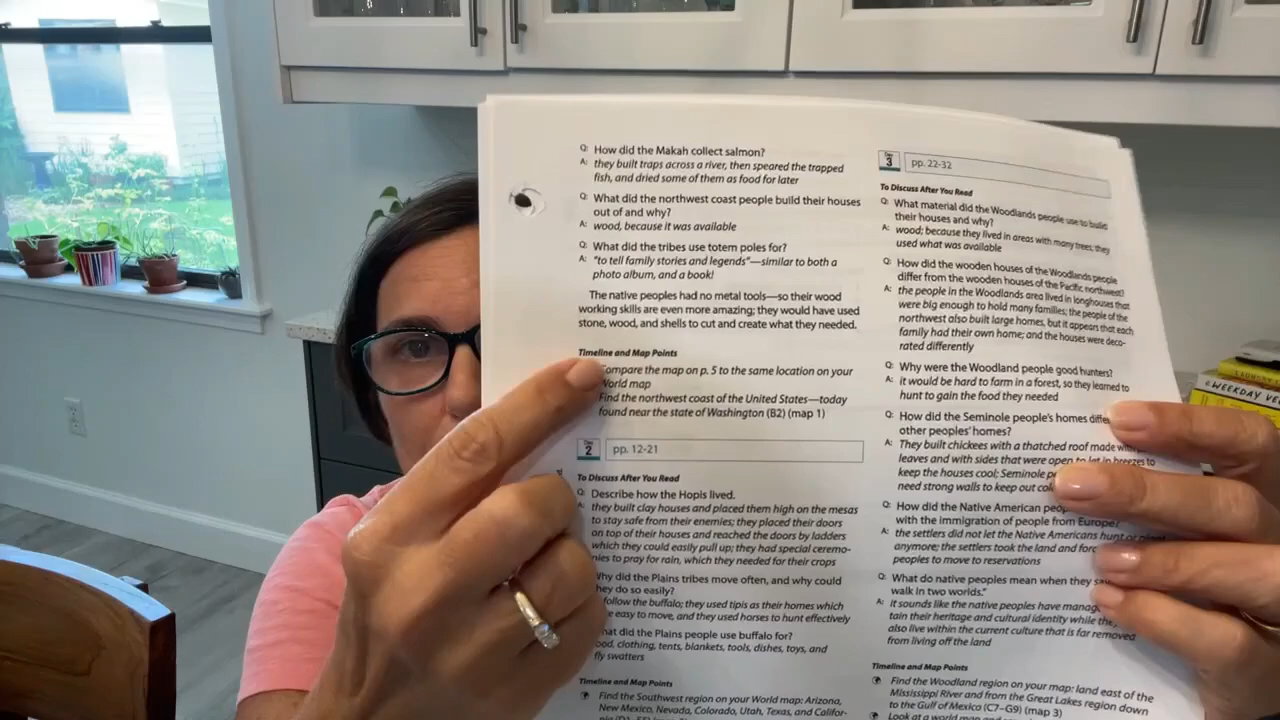 Q: How did the Makah collect salmon?
A: they built traps across a river, then speared the trapped
fish, and dried some of them as food for later
Q: What did the northwest coast people build their houses
out of and why?
A: wood, because it was available
Q: What did the tribes use totem poles for?
A: "to tell family stories and legends"—similar to both a
photo album, and a book!
The native peoples had no metal tools—so their wood
working skills are even more amazing; they would have used
stone, wood, and shells to cut and create what they needed.
Timeline and Map Points
ompare the map on p. 5 to the same location on your
World map
Find the northwest coast of the United States—today
found near the state of Washington (B2) (map 1)
Day 2 pp. 12-21
To Discuss After You Read
Q: Describe how the Hopis lived.
A: they built clay houses and placed them high on the mesas
to stay safe from their enemies; they placed their doors
on top of their houses and reached the doors by ladders
which they could easily pull up; they had special ceremo-
nies to pray for rain, which they needed for their crops
Why did the Plains tribes move often, and why could
hey do so easily?
follow the buffalo; they used tipis as their homes which
e easy to move, and they used horses to hunt effectively
hat did the Plains people use buffalo for?
ood, clothing, tents, blankets, tools, dishes, toys, and
fly swatters
Timeline and Map Points
Find the Southwest region on your World map: Arizona,
New Mexico, Nevada, Colorado, Utah, Texas, and Califor-
Day 3 pp. 22-32
To Discuss After You Read
Q: What material did the Woodlands people use to build
their houses and why?
A: wood; because they lived in areas with many trees, they
used what was available
Q: How did the wooden houses of the Woodlands people
differ from the wooden houses of the Pacific northwest?
A: the people in the Woodlands area lived in longhouses that
were big enough to hold many families; the people of the
northwest also built large homes, but it appears that each
family had their own home; and the houses were deco-
rated differently
Q: Why were the Woodland people good hunters?
A: it would be hard to farm in a forest, so they learned to
hunt to gain the food they needed
Q: How did the Seminole people's homes diffe
other peoples' homes?
A: They built chickees with a thatched roof made with
leaves and with sides that were open to let in breezes to
keep the houses cool; Seminole pe
need strong walls to keep out col
Q: How did the Native American peop
with the immigration of people from Europe?
A: the settlers did not let the Native Americans hunt or
anymore; the settlers took the land and forc
peoples to move to reservations
Q: What do native peoples mean when they s
walk in two worlds."
A: it sounds like the native peoples have manag
tain their heritage and cultural identity while the
also live within the current culture that is far removed
from living off the land
Timeline and Map Points
Find the Woodland region on your map: land east of the
Mississippi River and from the Great Lakes region down
to the Gulf of Mexico (C7–G9) (map 3)
Look at a world map and
WEEKDAY VE